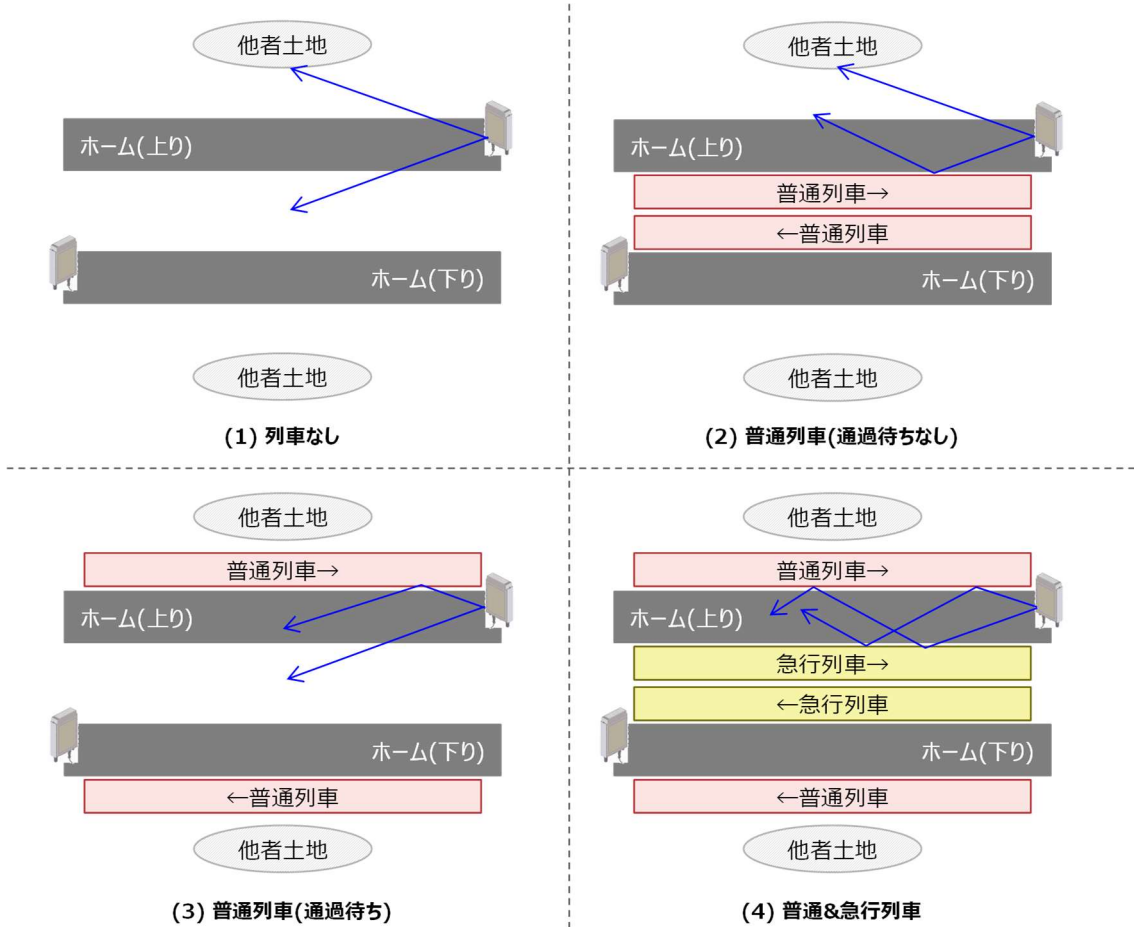 他者土地
ホーム(上り)
ホーム(下り)
他者土地
(1) 列車なし
他者土地
ホーム(上り)
普通列車→
←普通列車
ホーム(下り)
他者土地
(2) 普通列車(通過待ちなし)
他者土地
普通列車→
ホーム(上り)
ホーム(下り)
←普通列車
他者土地
(3) 普通列車(通過待ち)
他者土地
普通列車→
ホーム(上り)
急行列車→
←急行列車
ホーム(下り)
←普通列車
他者土地
(4) 普通&急行列車